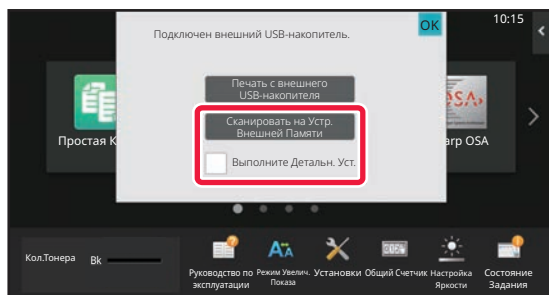 10:15
OK
Подключен внешний USB-накопитель.
Печать с внешнего
USB-накопителя
Сканировать на Устр.
Внешней Памяти
Выполните Детальн. Уст.
Простая К
arp OSA
Кол.Тонера
Bk
Руководство по
эксплуатации
Режим Увелич.
Показа
Установки
Общий Счетчик
Настройка
Яркости
Состояние
Задания